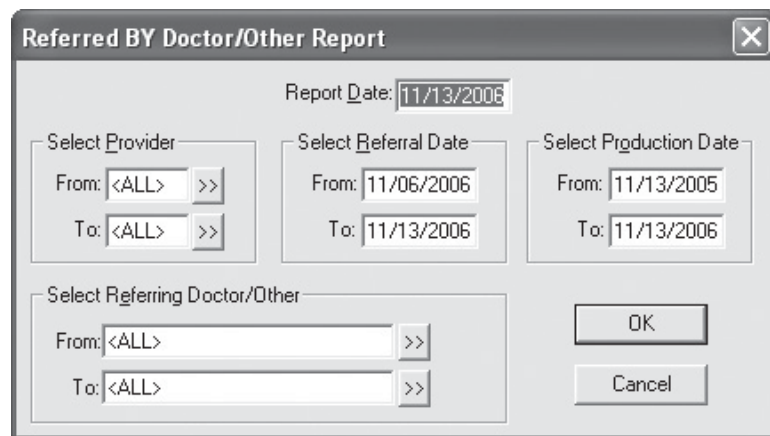 Referred BY Doctor/Other Report
Report Date: 11/13/2006
Select Provider
From: <ALL> >>
To: <ALL> >>
Select Referral Date
From: 11/06/2006
To: 11/13/2006
Select Production Date
From: 11/13/2005
To: 11/13/2006
Select Referring Doctor/Other
From: <ALL> >>
To: <ALL> >>
OK
Cancel